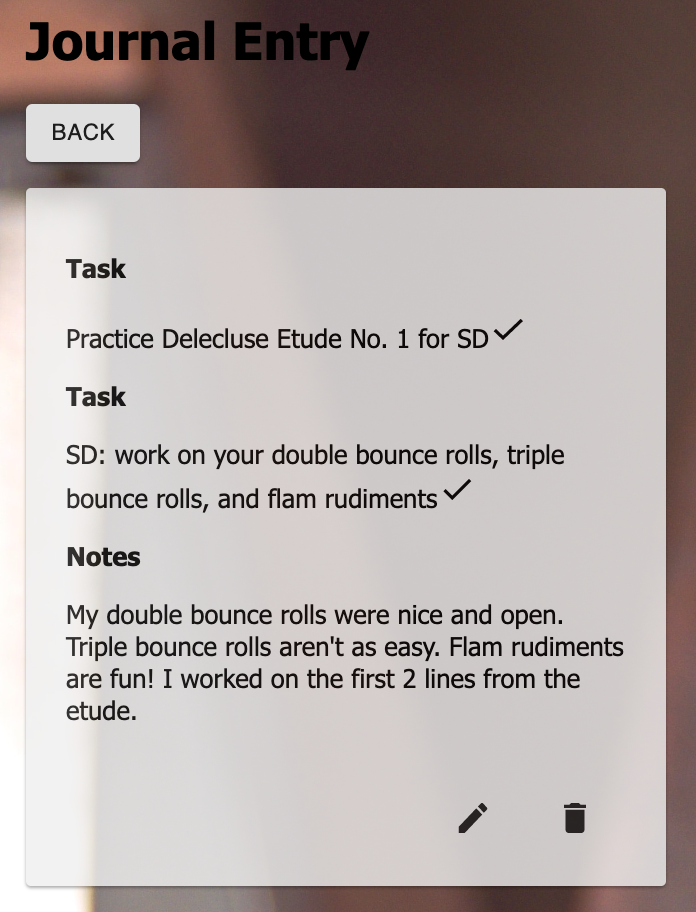 Journal Entry
BACK
Task
Practice Delecluse Etude No. 1 for SD
Task
SD: work on your double bounce rolls, triple
bounce rolls, and flam rudiments
Notes
My double bounce rolls were nice and open.
Triple bounce rolls aren't as easy. Flam rudiments
are fun! I worked on the first 2 lines from the
etude.